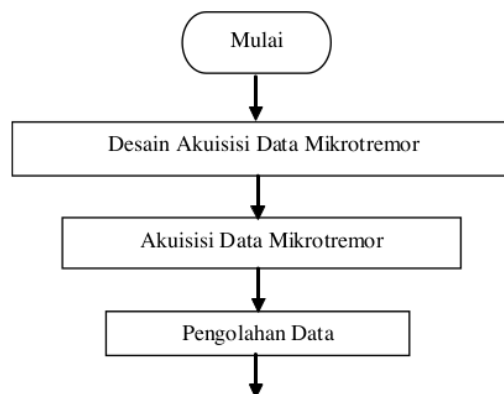 Mulai
Desain Akuisisi Data Mikrotremor
Akuisisi Data Mikrotremor
Pengolahan Data